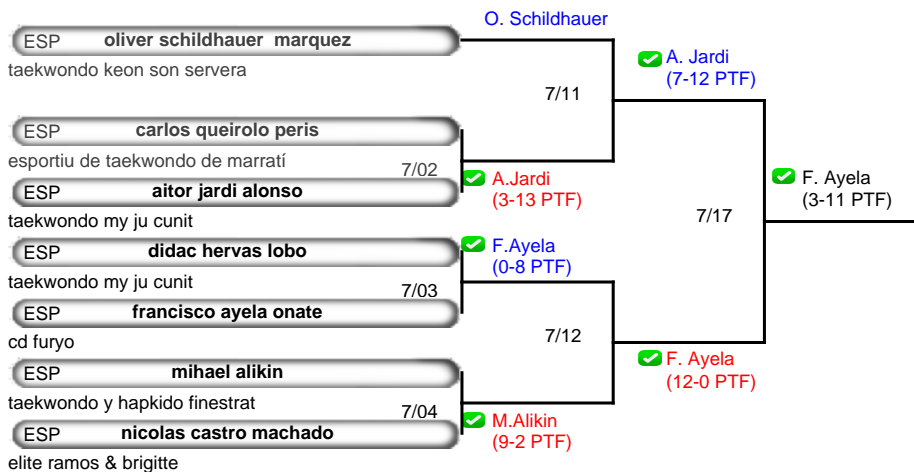 O. Schildhauer
ESP oliver schildhauer marquez
taekwondo keon son servera
A. Jardi
(7-12 PTF)
7/11
ESP carlos queirolo peris
esportiu de taekwondo de marratí
7/02
ESP aitor jardi alonso
taekwondo my ju cunit
A.Jardi
(3-13 PTF)
F. Ayela
(3-11 PTF)
7/17
ESP didac hervas lobo
taekwondo my ju cunit
F.Ayela
(0-8 PTF)
7/03
ESP francisco ayela onate
cd furyo
7/12
ESP mihael alikin
taekwondo y hapkido finestrat
F. Ayela
(12-0 PTF)
7/04
ESP nicolas castro machado
elite ramos & brigitte
M.Alikin
(9-2 PTF)